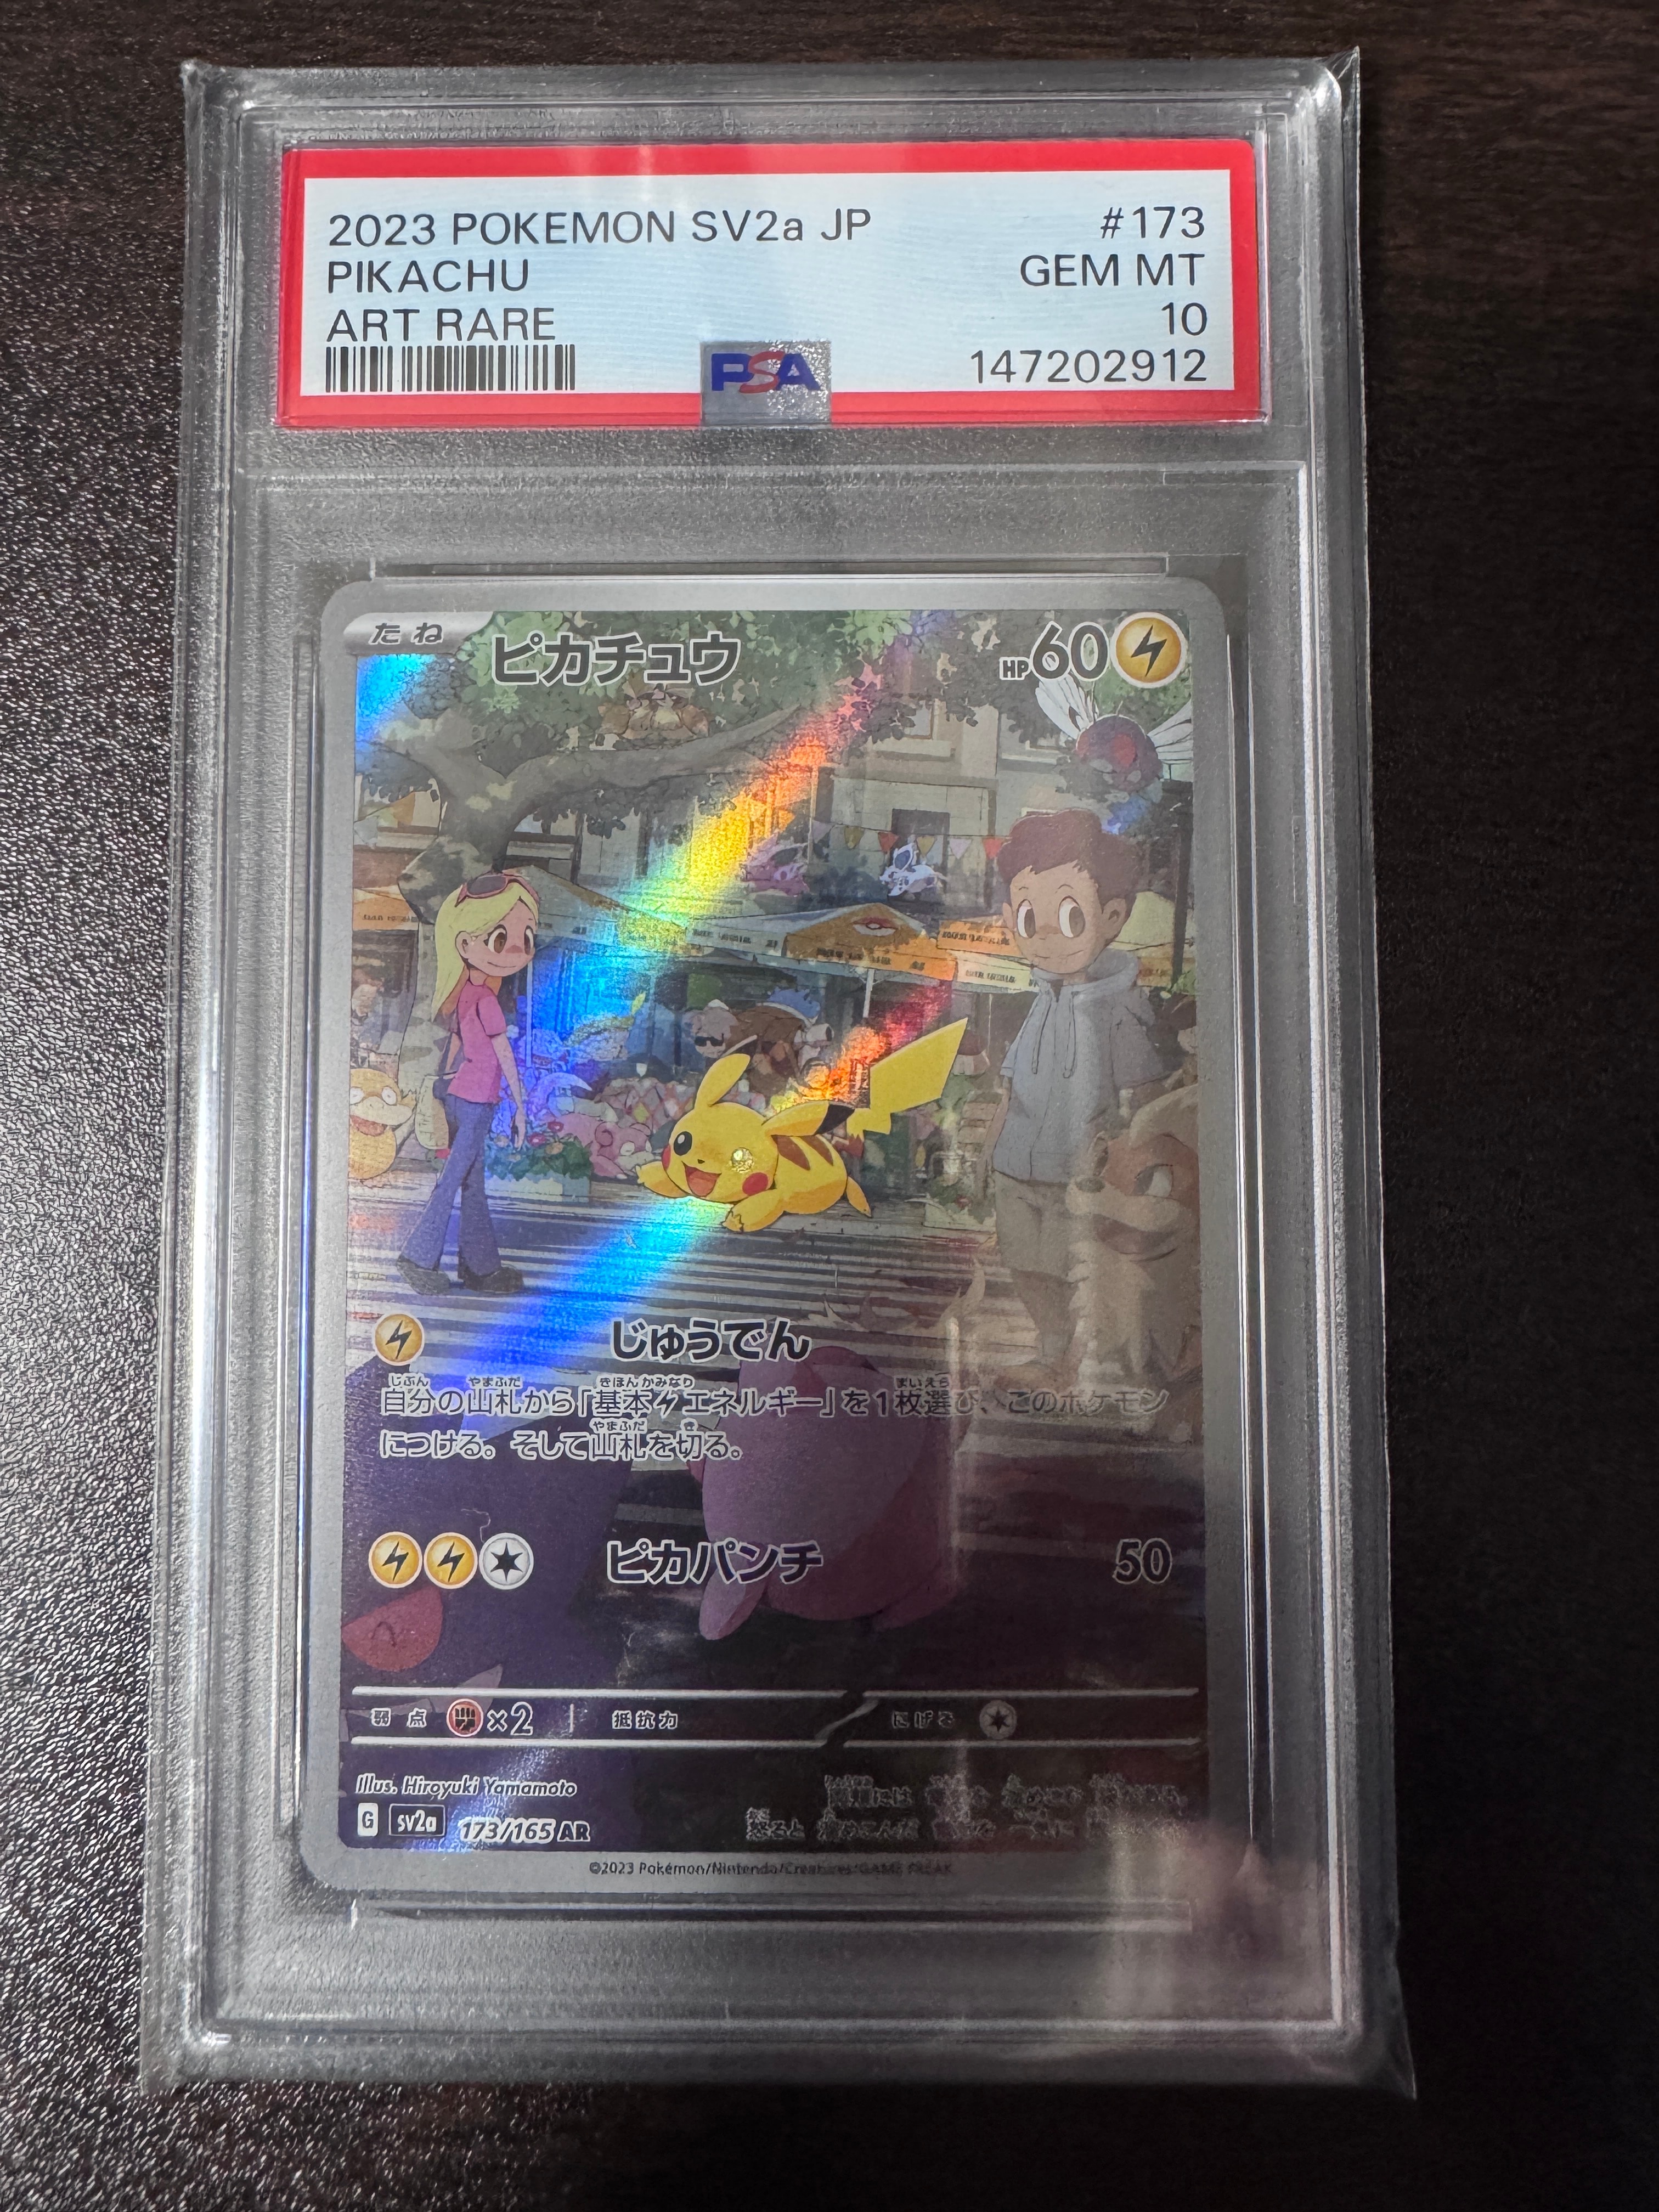 2023 POKEMON SV2a JP #173
PIKACHU GEM MT
ART RARE 10
PSA 147202912
たね ピカチュウ HP60
じゅうでん
じぶん やまふだ きほんかみなり まいえら
自分の山札から「基本エネルギー」を1枚選び、このポケモン
やまふだ き
につける。そして山札を切る。
ピカパンチ 50
弱点 ×2 抵抗力 にげる
Illus. Hiroyuki Yamamoto
G sv2a 173/165 AR
©2023 Pokémon/Nintendo/Creatures/GAME FREAK